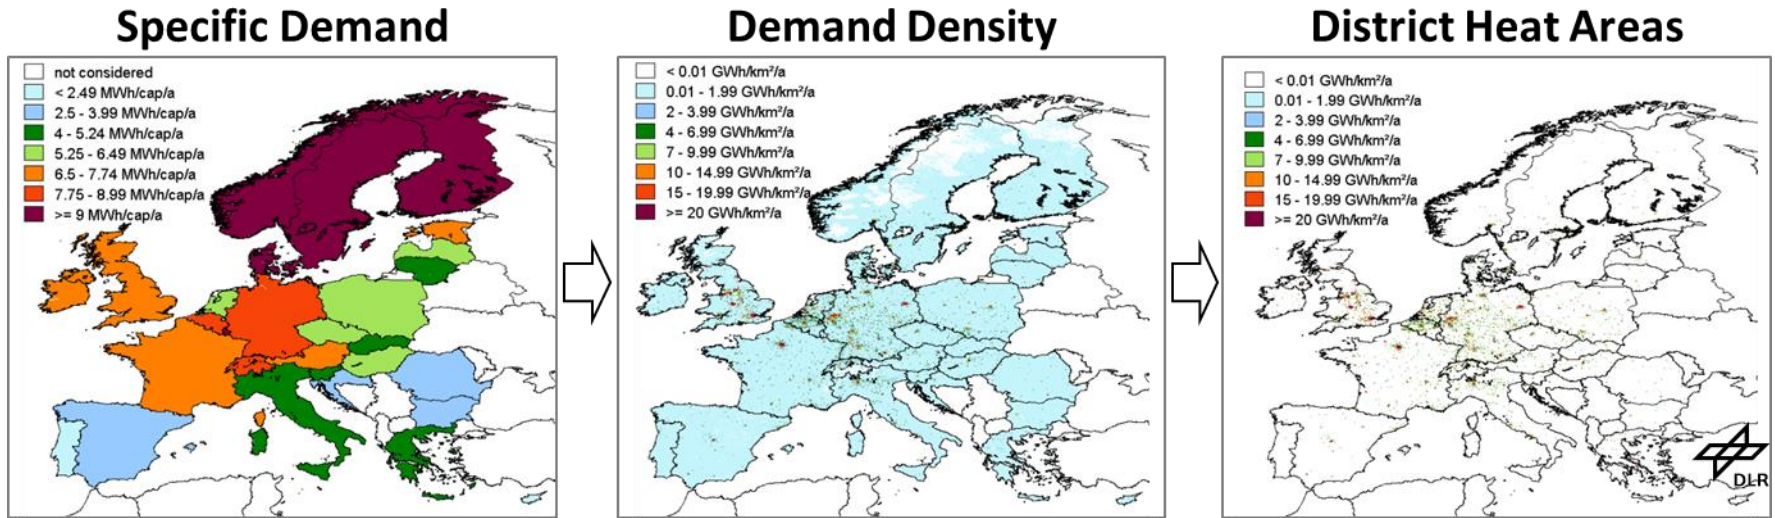 Specific Demand
not considered
< 2.49 MWh/cap/a
2.5 - 3.99 MWh/cap/a
4 - 5.24 MWh/cap/a
5.25 - 6.49 MWh/cap/a
6.5 - 7.74 MWh/cap/a
7.75 - 8.99 MWh/cap/a
>= 9 MWh/cap/a
Demand Density
< 0.01 GWh/km²/a
0.01 - 1.99 GWh/km²/a
2 - 3.99 GWh/km²/a
4 - 6.99 GWh/km²/a
7 - 9.99 GWh/km²/a
10 - 14.99 GWh/km²/a
15 - 19.99 GWh/km²/a
>= 20 GWh/km²/a
District Heat Areas
< 0.01 GWh/km²/a
0.01 - 1.99 GWh/km²/a
2 - 3.99 GWh/km²/a
4 - 6.99 GWh/km²/a
7 - 9.99 GWh/km²/a
10 - 14.99 GWh/km²/a
15 - 19.99 GWh/km²/a
>= 20 GWh/km²/a
DLR